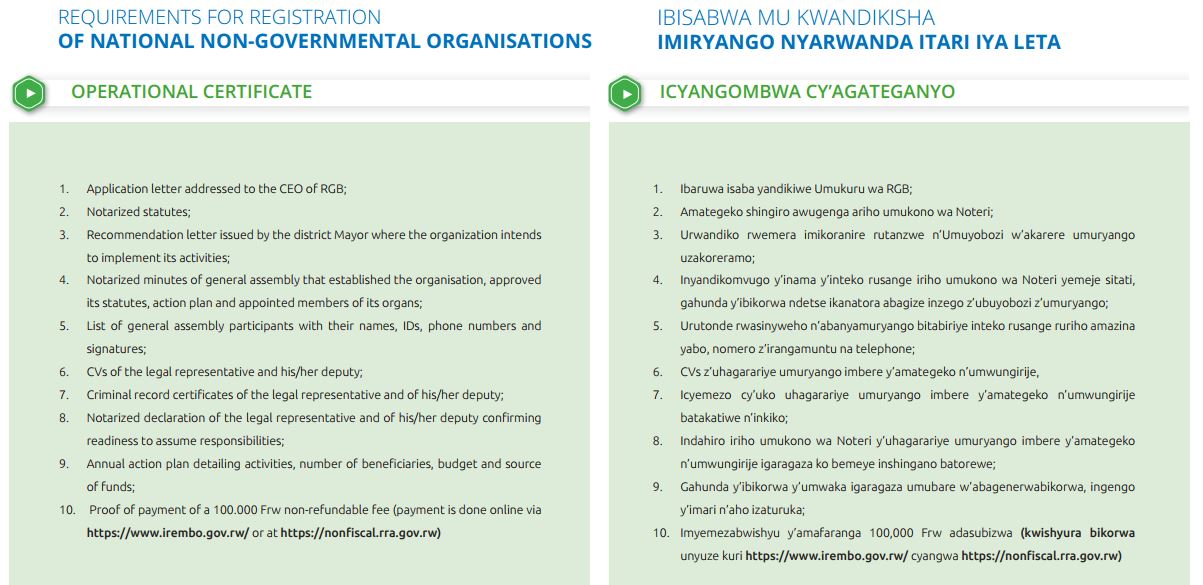 REQUIREMENTS FOR REGISTRATION
OF NATIONAL NON-GOVERNMENTAL ORGANISATIONS
OPERATIONAL CERTIFICATE
1. Application letter addressed to the CEO of RGB;
2. Notarized statutes;
3. Recommendation letter issued by the district Mayor where the organization intends
to implement its activities;
4. Notarized minutes of general assembly that established the organisation, approved
its statutes, action plan and appointed members of its organs;
5. List of general assembly participants with their names, IDs, phone numbers and
signatures;
6. CVs of the legal representative and his/her deputy;
7. Criminal record certificates of the legal representative and of his/her deputy;
8. Notarized declaration of the legal representative and of his/her deputy confirming
readiness to assume responsibilities;
9. Annual action plan detailing activities, number of beneficiaries, budget and source
of funds;
10. Proof of payment of a 100.000 Frw non-refundable fee (payment is done online via
https://www.irembo.gov.rw/ or at https://nonfiscal.rra.gov.rw)
IBISABWA MU KWANDIKISHA
IMIRYANGO NYARWANDA ITARI IYA LETA
ICYANGOMBWA CY’AGATEGANYO
1. Ibaruwa isaba yandikiwe Umukuru wa RGB;
2. Amategeko shingiro awugenga ariho umukono wa Noteri;
3. Urwandiko rwemera imikoranire rutanzwe n’Umuyobozi w’akarere umuryango
uzakoreramo;
4. Inyandikomvugo y’inama y’inteko rusange iriho umukono wa Noteri yemeje sitati,
gahunda y’ibikorwa ndetse ikanatora abagize inzego z’ubuyobozi z’umuryango;
5. Urutonde rwasinyweho n’abanyamuryango bitabiriye inteko rusange ruriho amazina
yabo, nomero z’irangamuntu na telephone;
6. CVs z’uhagarariye umuryango imbere y’amategeko n’umwungirije,
7. Icyemezo cy’uko uhagarariye umuryango imbere y’amategeko n’umwungirije
batakatiwe n’inkiko;
8. Indahiro iriho umukono wa Noteri y’uhagarariye umuryango imbere y’amategeko
n’umwungirije igaragaza ko bemeye inshingano batorewe;
9. Gahunda y’ibikorwa y’umwaka igaragaza umubare w’abagenerwabikorwa, ingengo
y’imari n’aho izaturuka;
10. Imyemezabwishyu y’amafaranga 100,000 Frw adasubizwa (kwishyura bikorwa
unyuze kuri https://www.irembo.gov.rw/ cyangwa https://nonfiscal.rra.gov.rw)